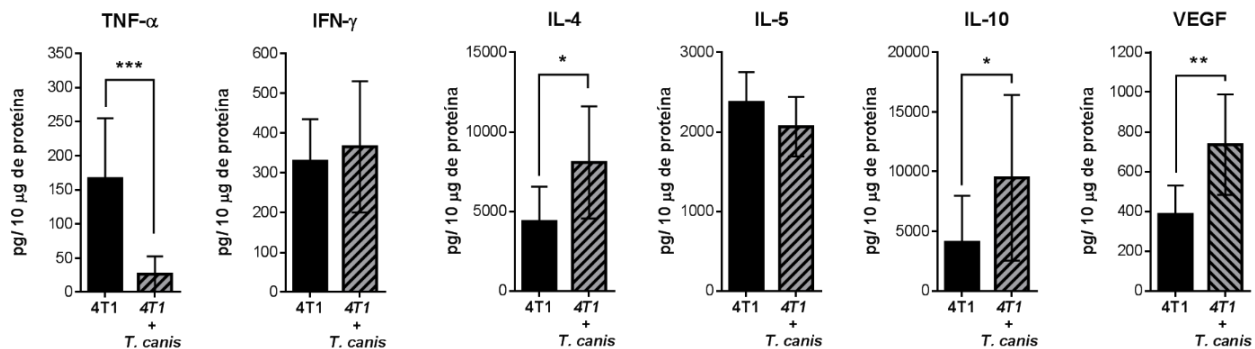 TNF-α
pg/ 10 µg de proteína
350
300
250
200
150
100
50
0
***
4T1
4T1
+
T. canis
IFN-γ
pg/ 10 µg de proteína
600
500
400
300
200
100
0
4T1
4T1
+
T. canis
IL-4
pg/ 10 µg de proteína
15000
10000
5000
0
*
4T1
4T1
+
T. canis
IL-5
pg/ 10 µg de proteína
3000
2000
1000
0
4T1
4T1
+
T. canis
IL-10
pg/ 10 µg de proteína
20000
15000
10000
5000
0
*
4T1
4T1
+
T. canis
VEGF
pg/ 10 µg de proteína
1200
1000
800
600
400
200
0
**
4T1
4T1
+
T. canis